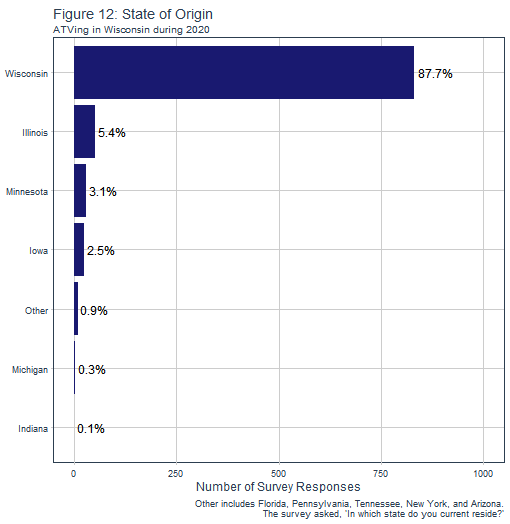 Figure 12: State of Origin
ATVing in Wisconsin during 2020
Wisconsin 87.7%
Illinois 5.4%
Minnesota 3.1%
Iowa 2.5%
Other 0.9%
Michigan 0.3%
Indiana 0.1%
0 250 500 750 1000
Number of Survey Responses
Other includes Florida, Pennsylvania, Tennessee, New York, and Arizona.
The survey asked, 'In which state do you current reside?'